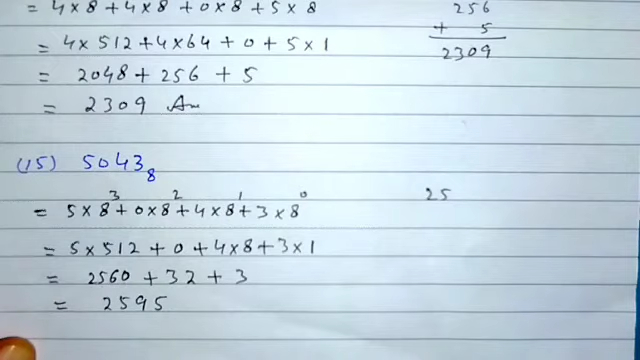 = 4×8 + 4×8 + 0×8 + 5×8
= 4×512 + 4×64 + 0 + 5×1
= 2048 + 256 + 5
= 2309 Ans
256
+ 5
2309
(15) 5043₈
= 5×8³ + 0×8² + 4×8¹ + 3×8⁰
25
= 5×512 + 0 + 4×8 + 3×1
= 2560 + 32 + 3
= 2595